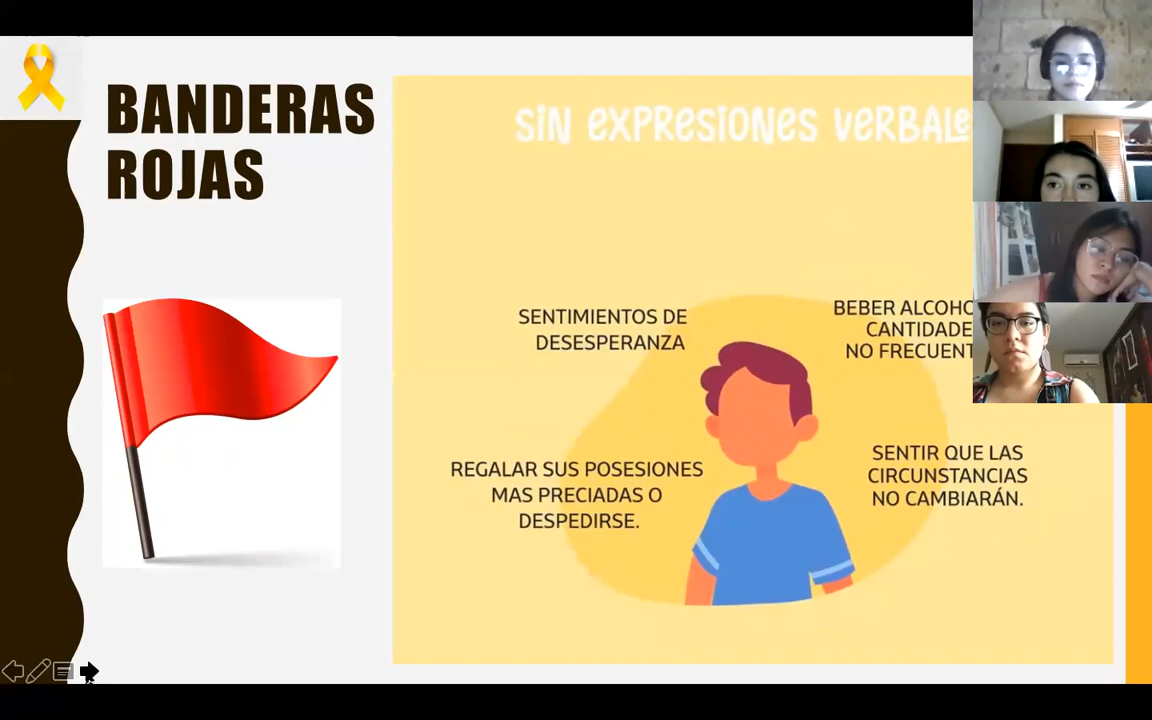 BANDERAS
ROJAS
SIN EXPRESIONES VERBALE
SENTIMIENTOS DE
DESESPERANZA
BEBER ALCOHO
CANTIDADE
NO FRECUENT
REGALAR SUS POSESIONES
MAS PRECIADAS O
DESPEDIRSE.
SENTIR QUE LAS
CIRCUNSTANCIAS
NO CAMBIARÁN.